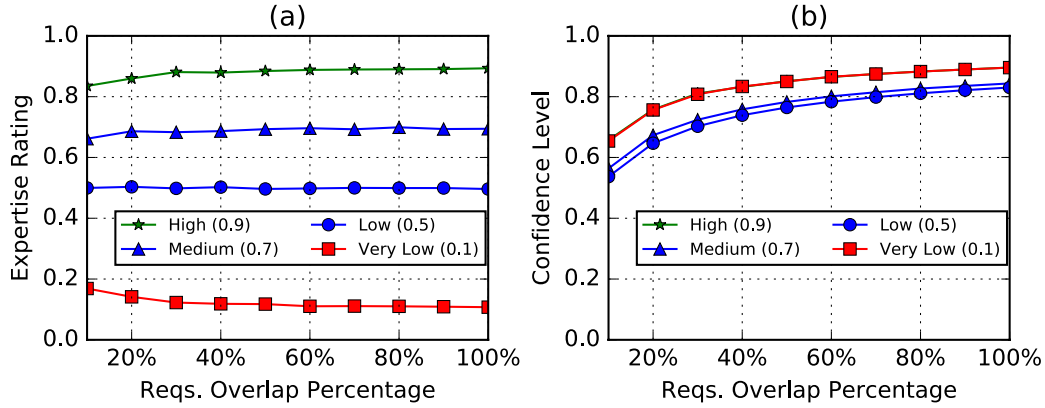 (a)
1.0
0.8
0.6
0.4
0.2
0.0
Expertise Rating
High (0.9)
Medium (0.7)
Low (0.5)
Very Low (0.1)
20% 40% 60% 80% 100%
Reqs. Overlap Percentage
(b)
1.0
0.8
0.6
0.4
0.2
0.0
Confidence Level
High (0.9)
Medium (0.7)
Low (0.5)
Very Low (0.1)
20% 40% 60% 80% 100%
Reqs. Overlap Percentage